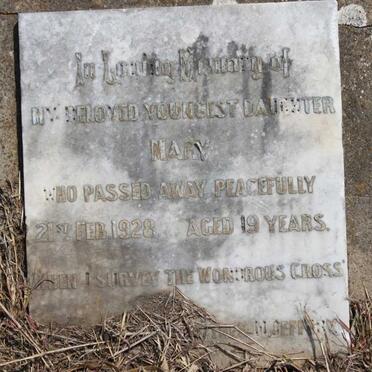 In Loving Memory of
MY BELOVED YOUNGEST DAUGHTER
MARY
WHO PASSED AWAY PEACEFULLY
21ST FEB. 1928 AGED 19 YEARS.
WHEN I SURVEY THE WONDROUS CROSS